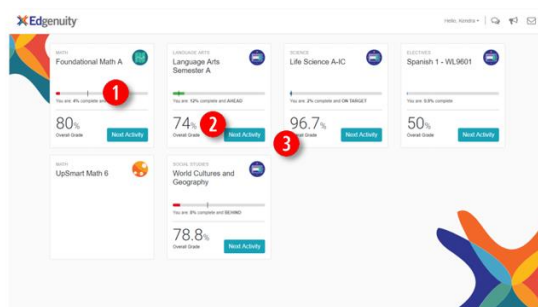 Edgenuity
Hello,
MATH
Foundational Math A
You are 4% complete and
80%
Overall Grade
Next Activity
1
LANGUAGE ARTS
Language Arts
Semester A
You are 12% complete and AHEAD
74%
Overall Grade
Next Activity
2
SCIENCE
Life Science A-IC
You are 2% complete and ON TARGET
96.7%
Overall Grade
Next Activity
3
ELECTIVES
Spanish 1 - WL9601
You are 0.9% complete
50%
Overall Grade
Next Activity
MATH
UpSmart Math 6
SOCIAL STUDIES
World Cultures and
Geography
You are 9% complete and BEHIND
78.8%
Overall Grade
Next Activity